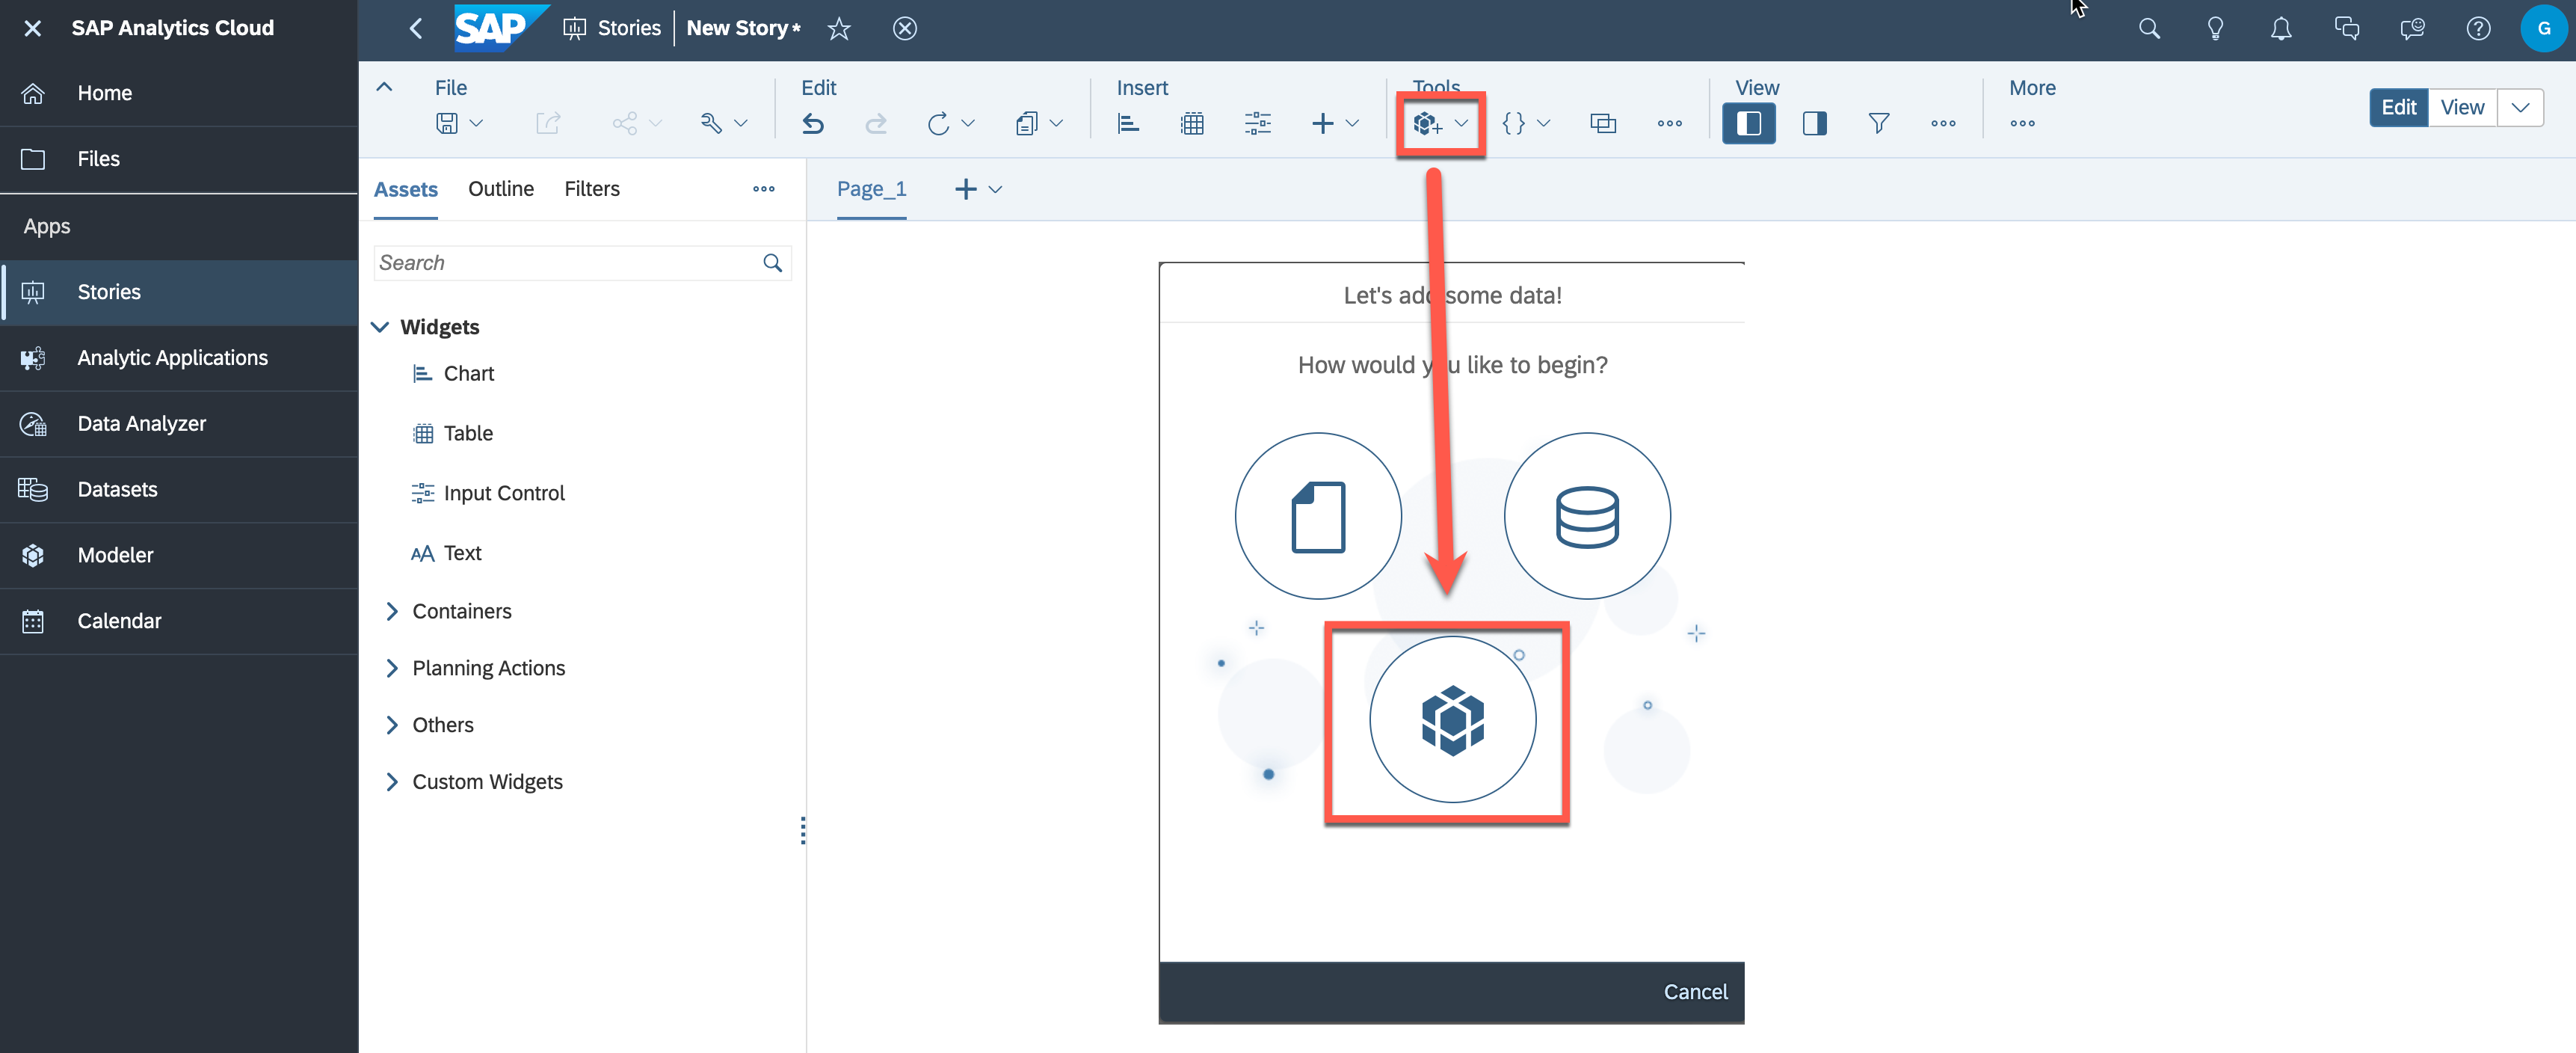 SAP Analytics Cloud
SAP
Stories
New Story*
G
Home
Files
Apps
Stories
Analytic Applications
Data Analyzer
Datasets
Modeler
Calendar
File
Edit
Insert
Tools
View
More
Edit
View
Assets
Outline
Filters
Page_1
Search
Widgets
Chart
Table
Input Control
AA Text
Containers
Planning Actions
Others
Custom Widgets
Let's add some data!
How would you like to begin?
Cancel